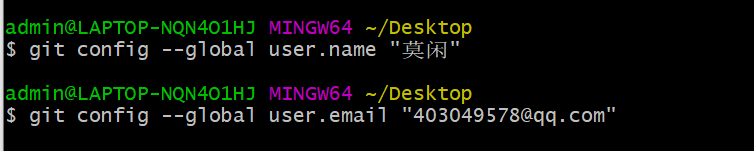 admin@LAPTOP-NQN4O1HJ MINGW64 ~/Desktop
$ git config --global user.name "莫闲"
admin@LAPTOP-NQN4O1HJ MINGW64 ~/Desktop
$ git config --global user.email "403049578@qq.com"